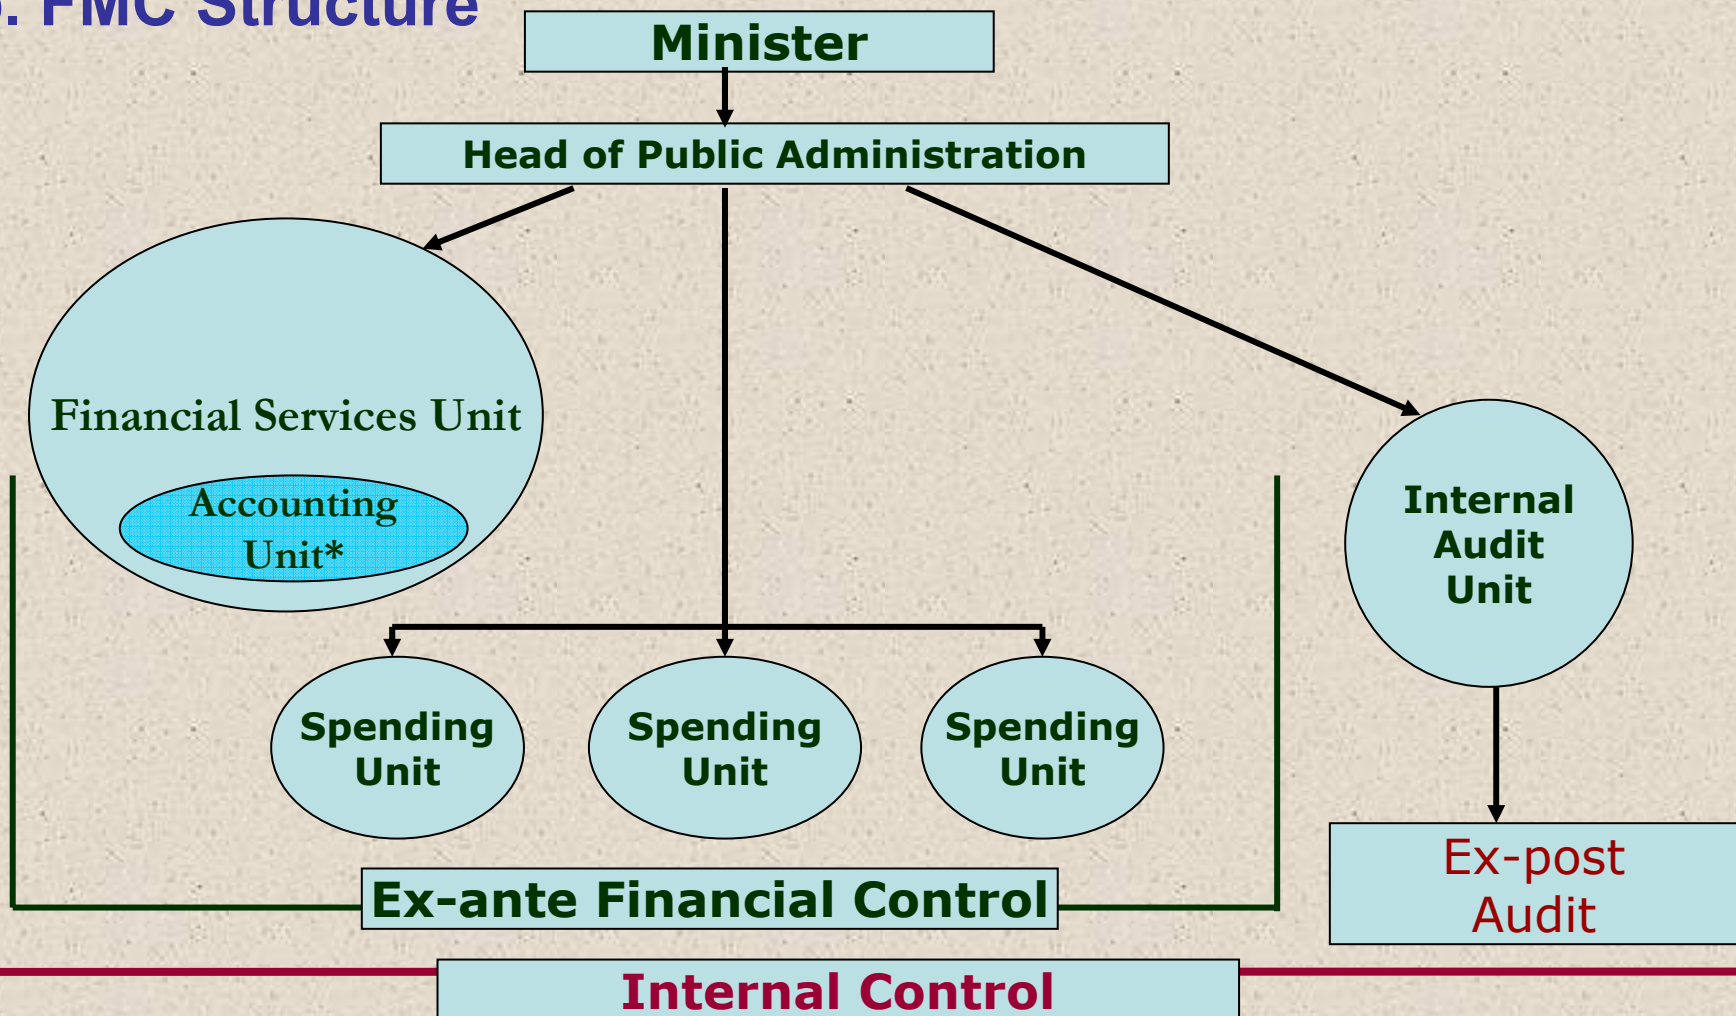 . FMC Structure
Minister
Head of Public Administration
Financial Services Unit
Accounting
Unit*
Internal
Audit
Unit
Spending
Unit
Spending
Unit
Spending
Unit
Ex-ante Financial Control
Ex-post
Audit
Internal Control